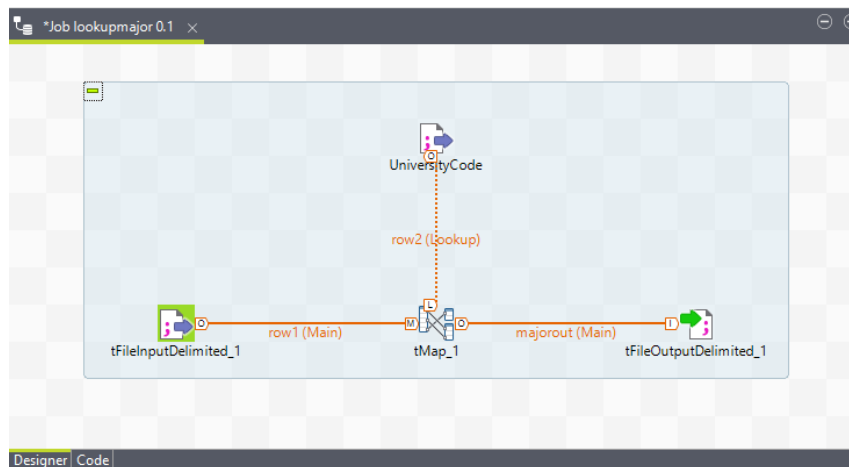 *Job lookupmajor 0.1
UniversityCode
row2 (Lookup)
row1 (Main)
majorout (Main)
tFileInputDelimited_1
tMap_1
tFileOutputDelimited_1
O
L
O
M
O
I
Designer
Code